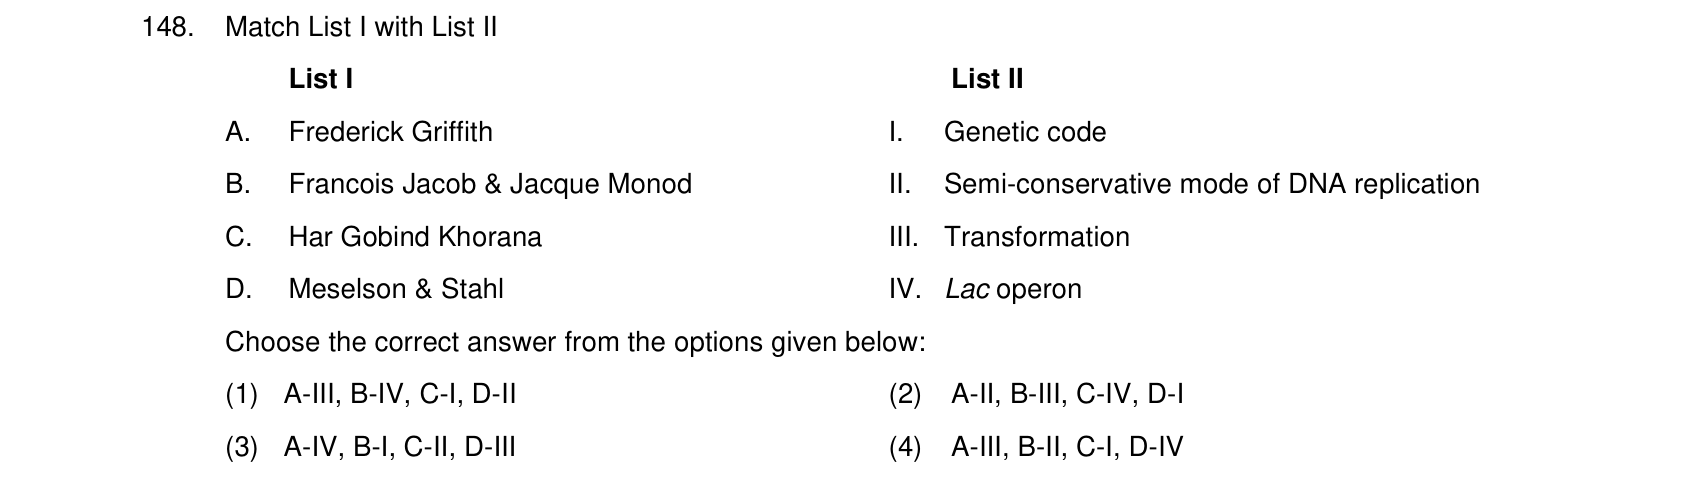 148. Match List I with List II
List I List II
A. Frederick Griffith I. Genetic code
B. Francois Jacob & Jacque Monod II. Semi-conservative mode of DNA replication
C. Har Gobind Khorana III. Transformation
D. Meselson & Stahl IV. Lac operon
Choose the correct answer from the options given below:
(1) A-III, B-IV, C-I, D-II (2) A-II, B-III, C-IV, D-I
(3) A-IV, B-I, C-II, D-III (4) A-III, B-II, C-I, D-IV